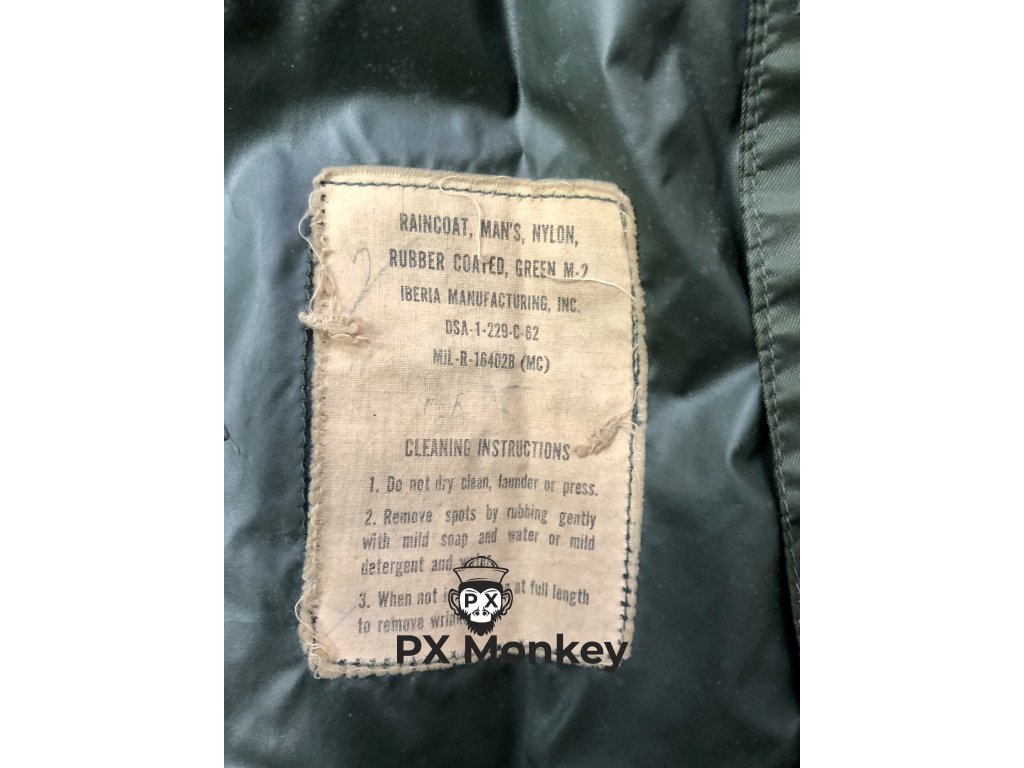 RAINCOAT, MAN'S, NYLON,
RUBBER COATED, GREEN M-2
IBERIA MANUFACTURING, INC.
DSA-1-229-C-62
MIL-R-16402B (MC)
CLEANING INSTRUCTIONS
1. Do not dry clean, launder or press.
2. Remove spots by rubbing gently
with mild soap and water or mild
detergent and
3. When not at full length
to remove
PX
PX Monkey